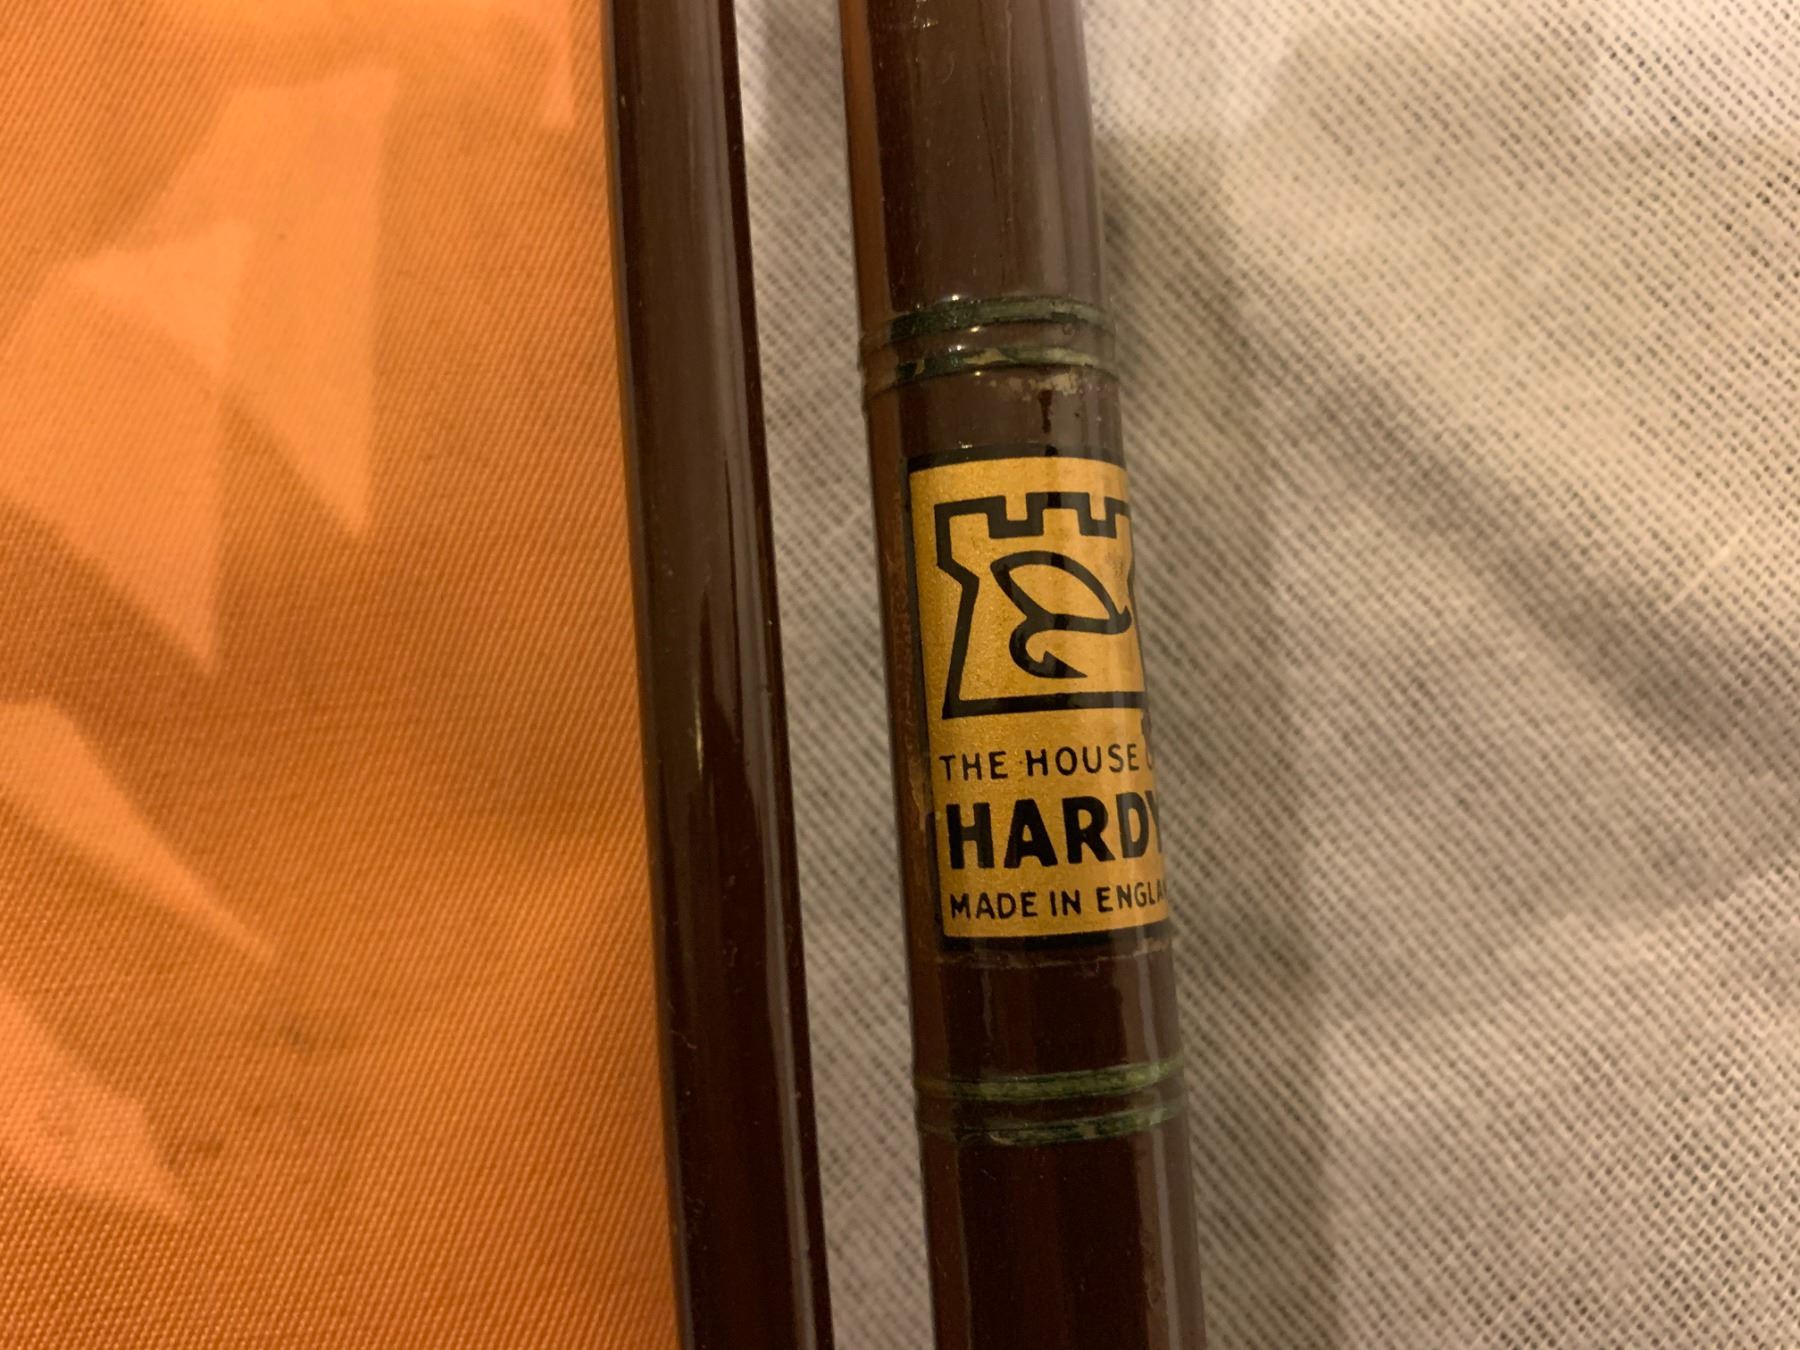 THE HOUSE
HARDY
MADE IN ENGLA